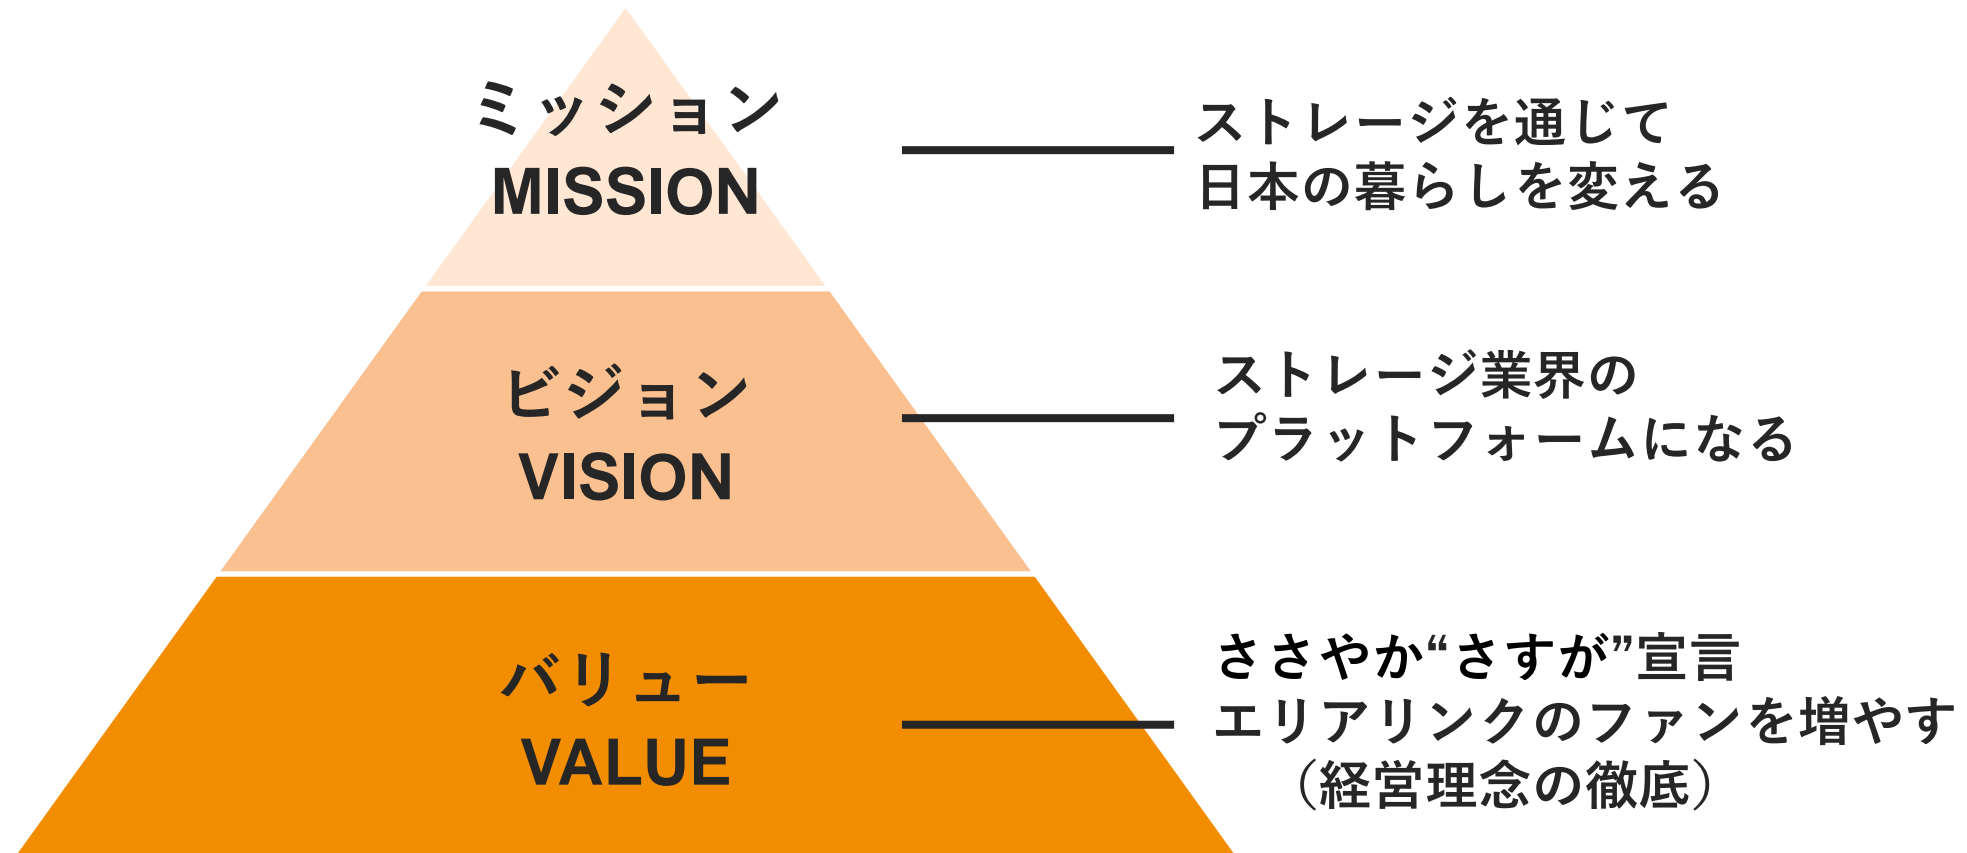 ミッション
MISSION
ストレージを通じて
日本の暮らしを変える
ビジョン
VISION
ストレージ業界の
プラットフォームになる
バリュー
VALUE
ささやか“さすが”宣言
エリアリンクのファンを増やす
（経営理念の徹底）